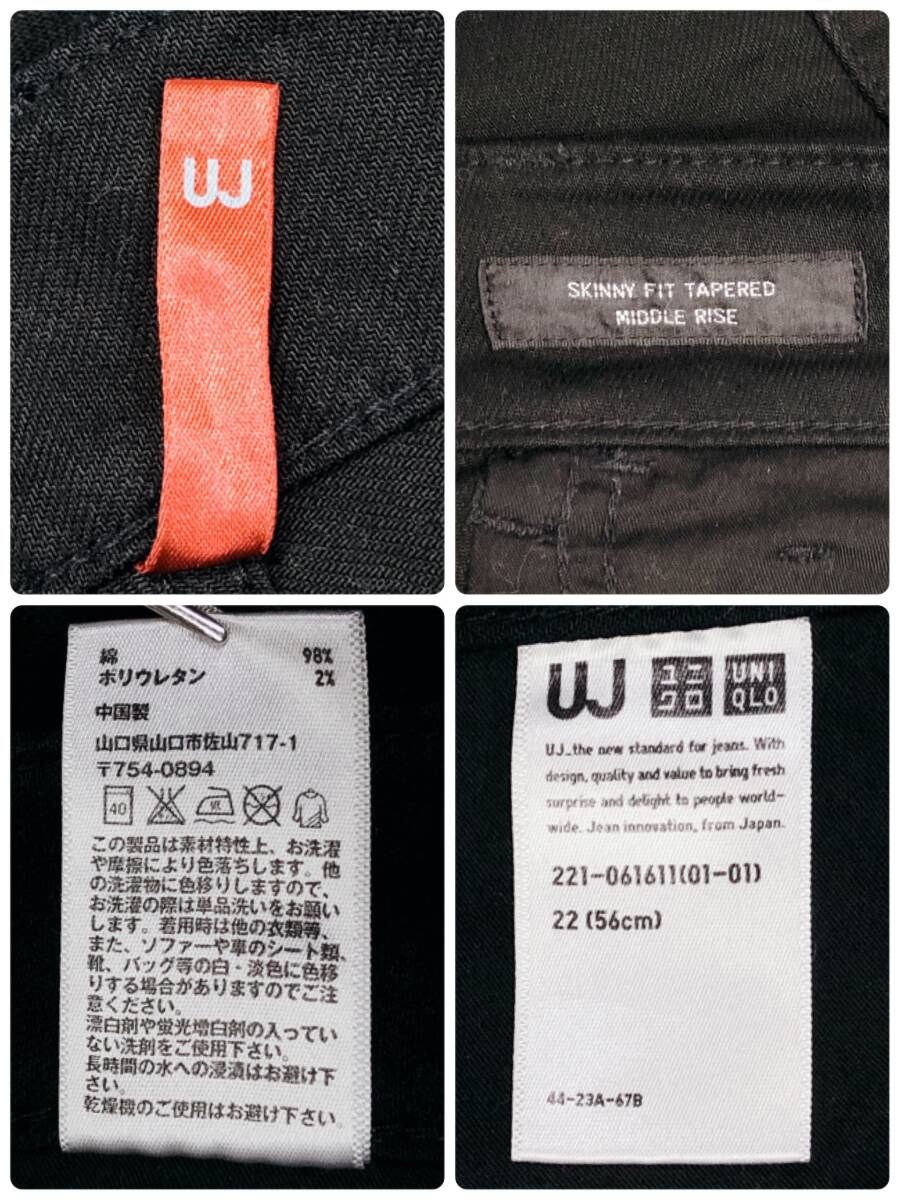 UJ
SKINNY FIT TAPERED
MIDDLE RISE
綿 98%
ポリウレタン 2%
中国製
山口県山口市佐山717-1
〒754-0894
40
この製品は素材特性上、お洗濯
や摩擦により色落ちします。他
の洗濯物に色移りしますので、
お洗濯の際は単品洗いをお願い
します。着用時は他の衣類等、
また、ソファーや車のシート類、
靴、バッグ等の白・淡色に色移
りする場合がありますのでご注
意ください。
漂白剤や蛍光増白剤の入ってい
ない洗剤をご使用下さい。
長時間の水への浸漬はお避け下
さい。
乾燥機のご使用はお避け下さい。
UJ ユニ クロ UNI QLO
UJ_the new standard for jeans. With
design, quality and value to bring fresh
surprise and delight to people world-
wide. Jean innovation, from Japan.
221-061611(01-01)
22 (56cm)
44-23A-67B